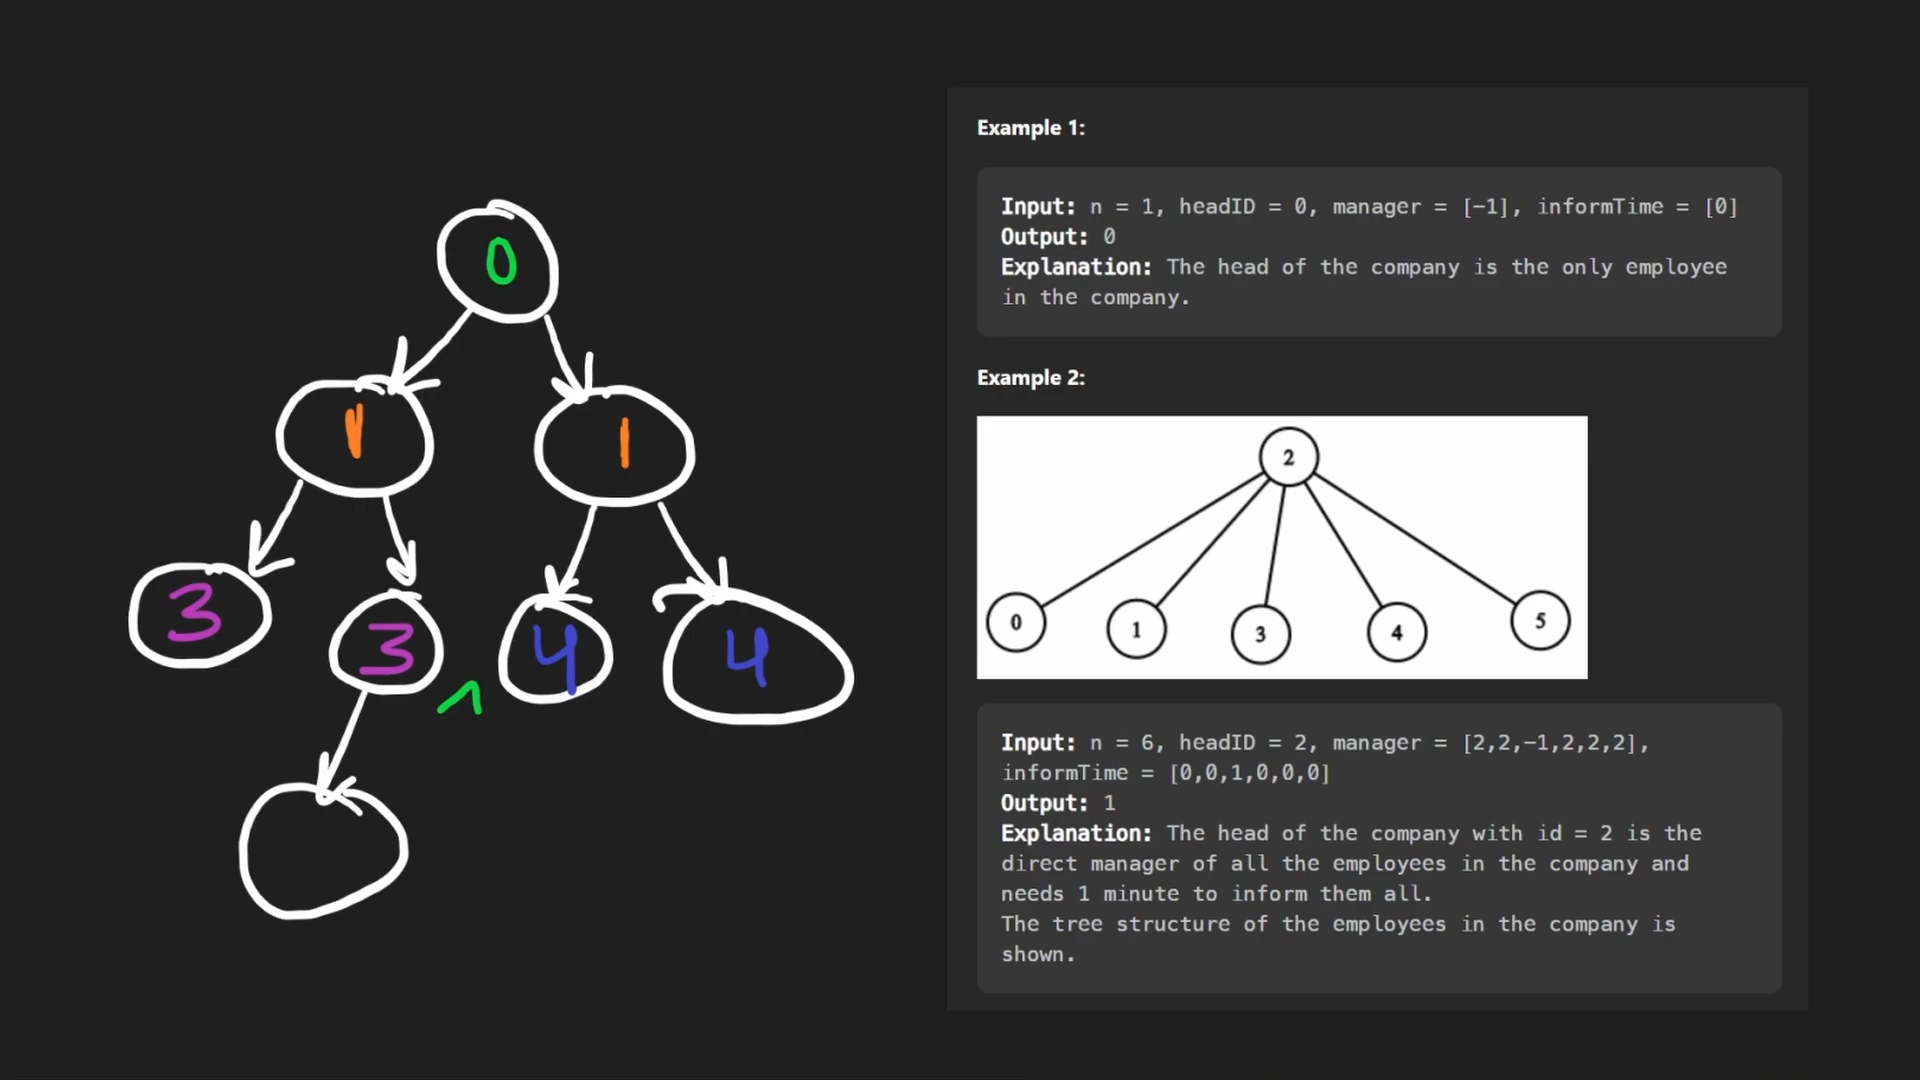 0
1
1
3
3
4
4
1
Example 1:
Input: n = 1, headID = 0, manager = [-1], informTime = [0]
Output: 0
Explanation: The head of the company is the only employee
in the company.
Example 2:
2
0
1
3
4
5
Input: n = 6, headID = 2, manager = [2,2,-1,2,2,2],
informTime = [0,0,1,0,0,0]
Output: 1
Explanation: The head of the company with id = 2 is the
direct manager of all the employees in the company and
needs 1 minute to inform them all.
The tree structure of the employees in the company is
shown.